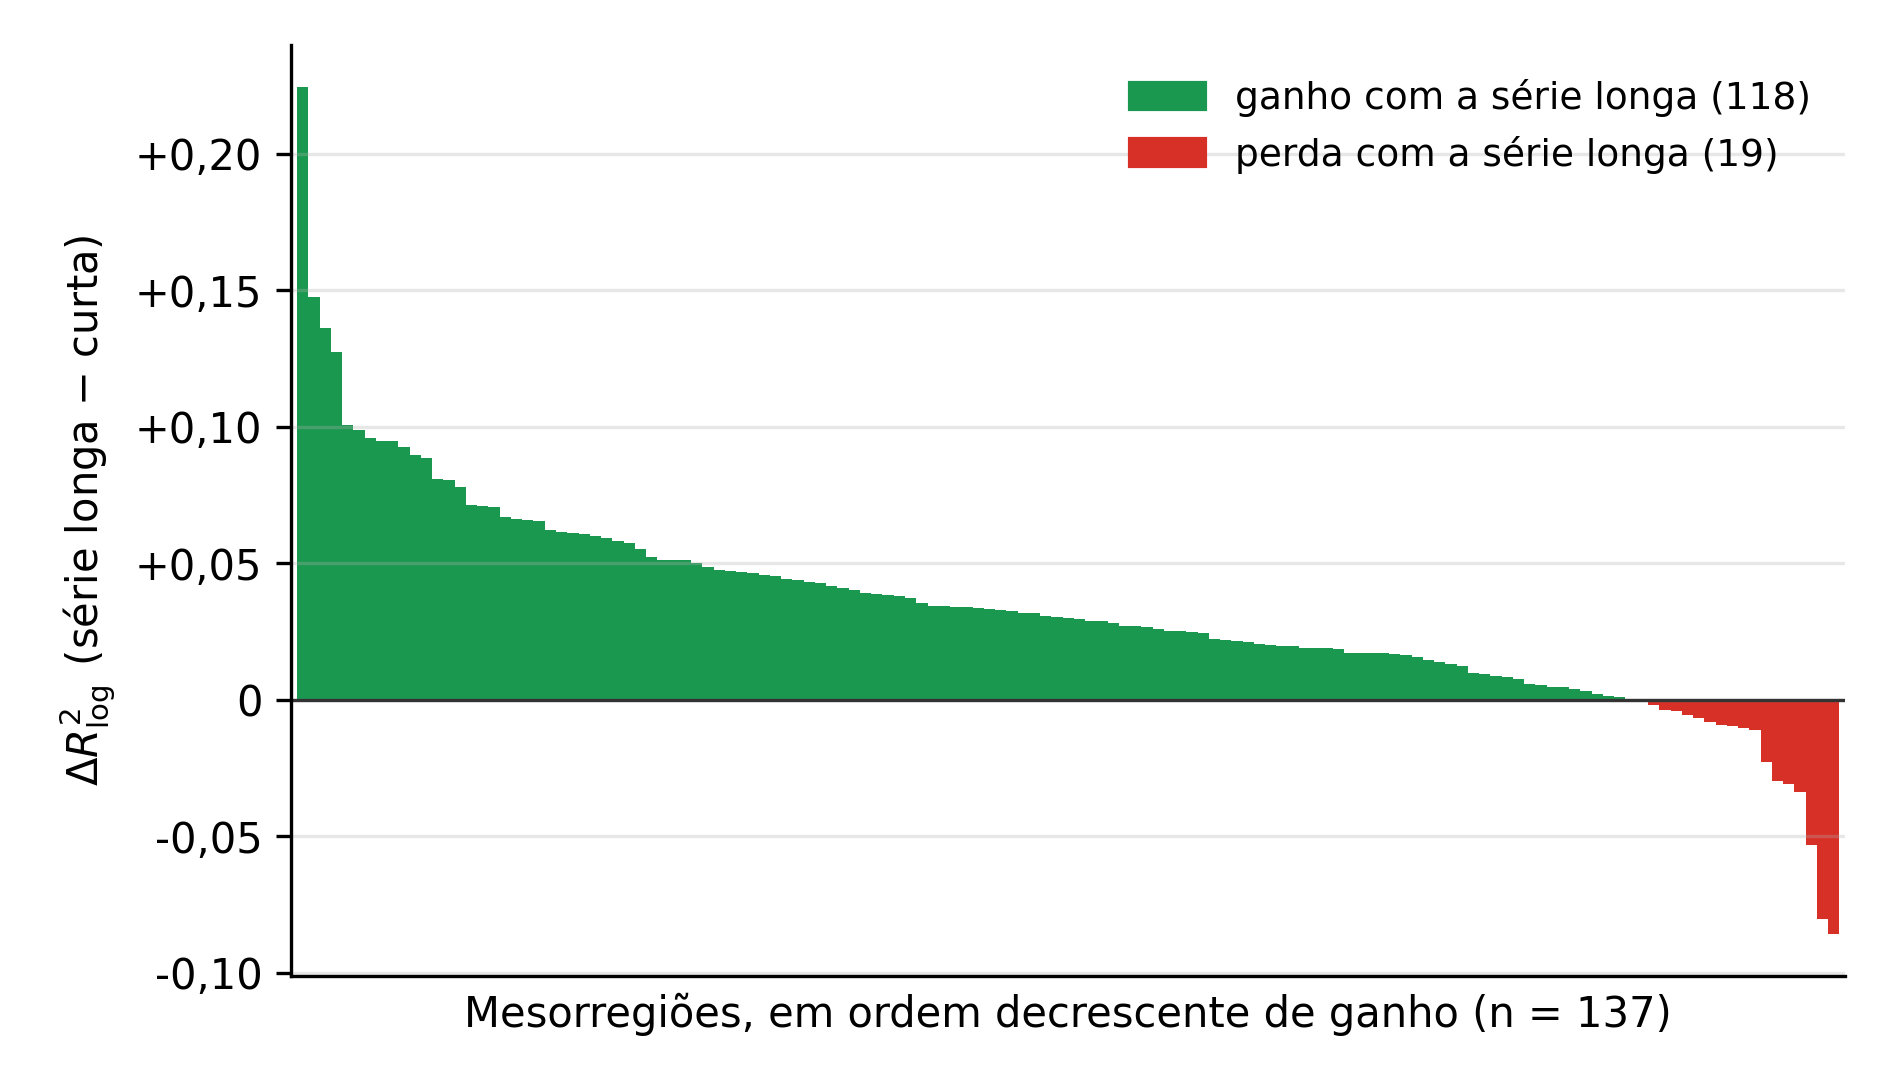 ganho com a série longa (118)
perda com a série longa (19)
+0,20
+0,15
+0,10
+0,05
0
-0,05
-0,10
ΔR²log (série longa − curta)
Mesorregiões, em ordem decrescente de ganho (n = 137)